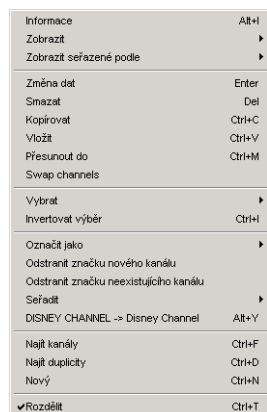 Informace Alt+I
Zobrazit
Zobrazit seřazené podle
Změna dat Enter
Smazat Del
Kopírovat Ctrl+C
Vložit Ctrl+V
Přesunout do Ctrl+M
Swap channels
Vybrat
Invertovat výběr Ctrl+I
Označit jako
Odstranit značku nového kanálu
Odstranit značku neexistujícího kanálu
Seřadit
DISNEY CHANNEL -> Disney Channel Alt+Y
Najít kanály Ctrl+F
Najít duplicity Ctrl+D
Nový Ctrl+N
Rozdělit Ctrl+T